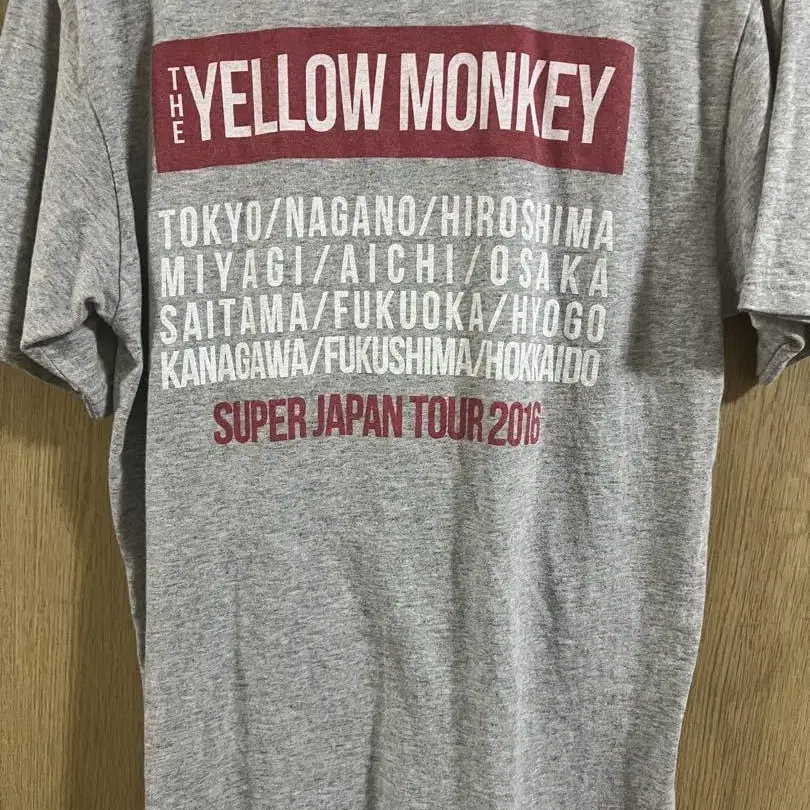 THE YELLOW MONKEY
TOKYO/NAGANO/HIROSHIMA
MIYAGI/AICHI/OSAKA
SAITAMA/FUKUOKA/HYOGO
KANAGAWA/FUKUSHIMA/HOKKAIDO
SUPER JAPAN TOUR 2016